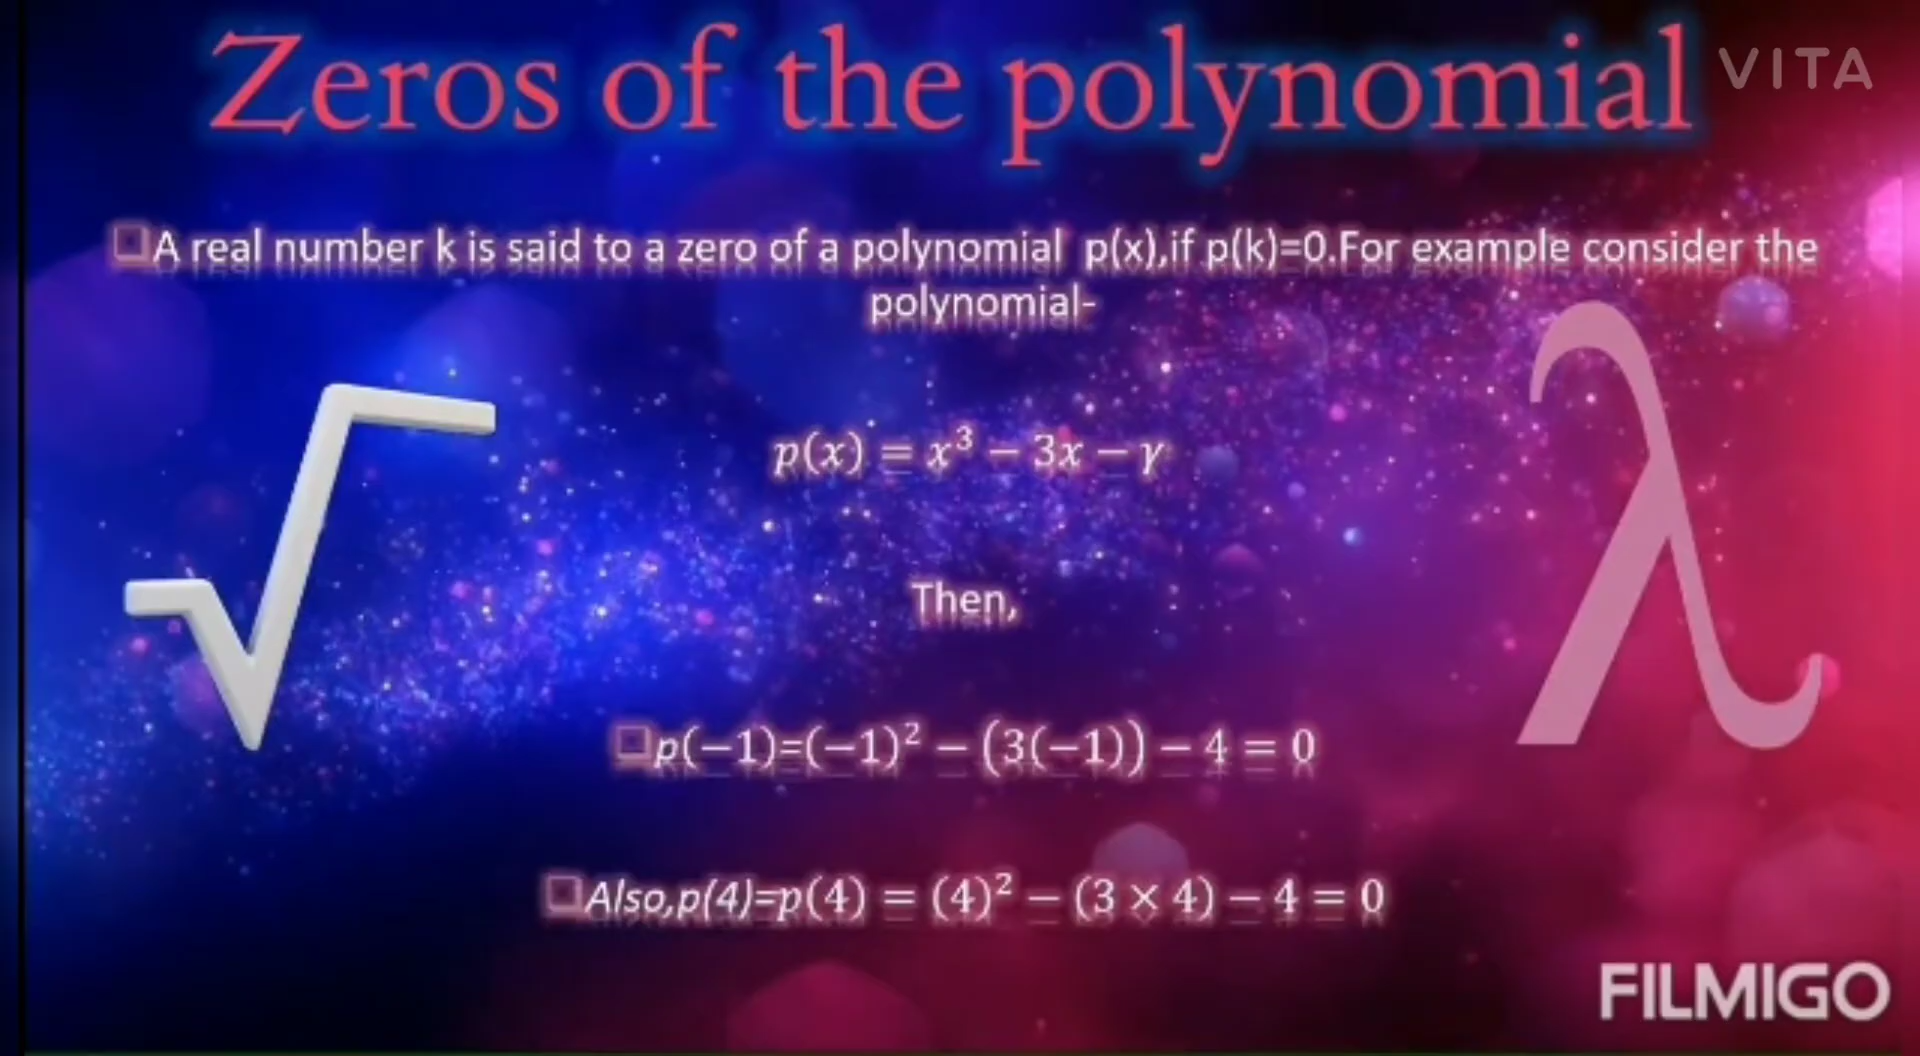 Zeros of the polynomial
VITA
❑A real number k is said to a zero of a polynomial p(x),if p(k)=0.For example consider the
polynomial-
p(x) = x³ − 3x − γ
Then,
❑p(−1)=(−1)² − (3(−1)) − 4 = 0
❑Also,p(4)=p(4) = (4)² − (3 × 4) − 4 = 0
√
λ
FILMIGO